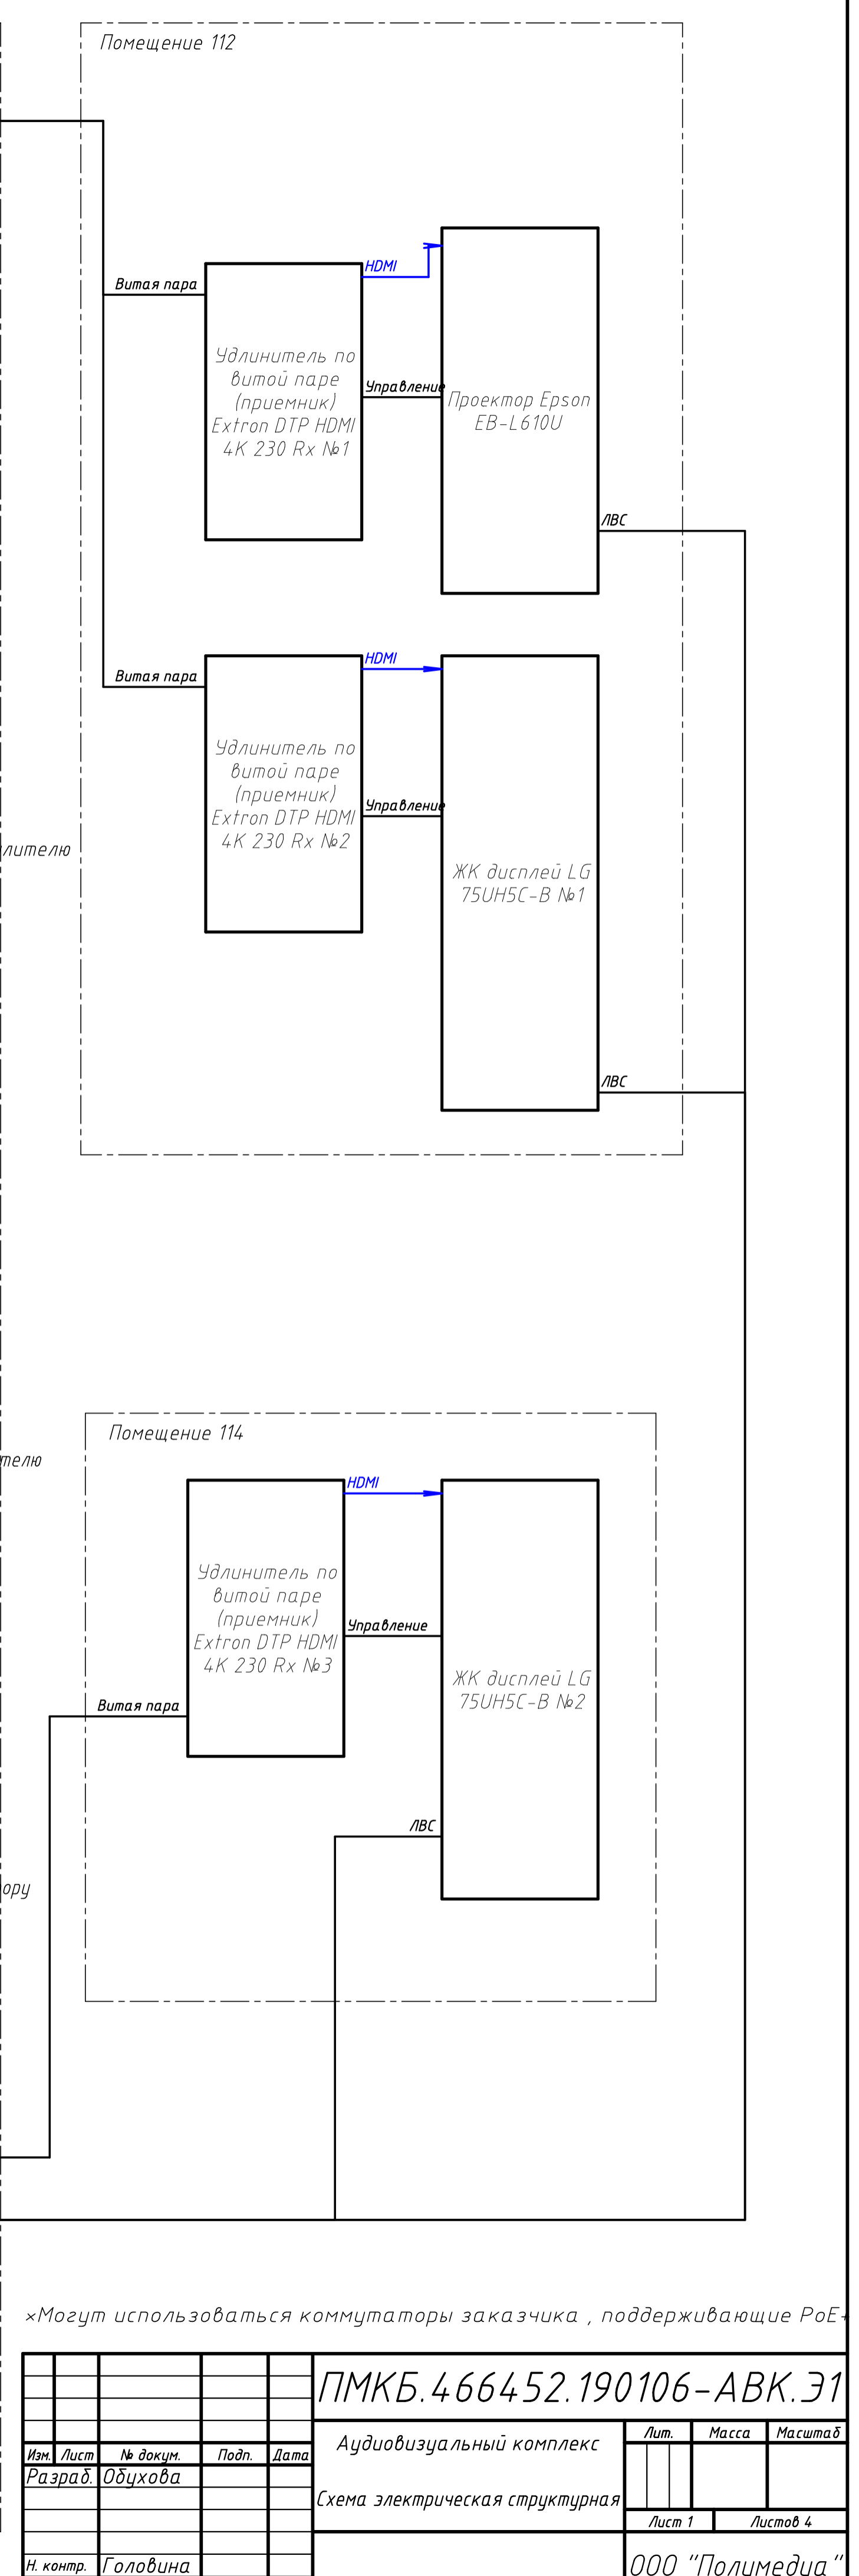 Помещение 112
Витая пара
HDMI
Удлинитель по
витой паре
(приемник)
Extron DTP HDMI
4K 230 Rx №1
Управление
Проектор Epson
EB-L610U
ЛВС
Витая пара
HDMI
Удлинитель по
витой паре
(приемник)
Extron DTP HDMI
4K 230 Rx №2
Управление
ЖК дисплей LG
75UH5C-B №1
ЛВС
Помещение 114
HDMI
Удлинитель по
витой паре
(приемник)
Extron DTP HDMI
4K 230 Rx №3
Управление
Витая пара
ЖК дисплей LG
75UH5C-B №2
ЛВС
*Могут использоваться коммутаторы заказчика , поддерживающие PoE+
ПМКБ.466452.190106-АВК.Э1
Аудиовизуальный комплекс
Схема электрическая структурная
Лит. Масса Масштаб
Изм. Лист № докум. Подп. Дата
Разраб. Обухова
Лист 1 Листов 4
Н. контр. Головина
ООО "Полимедиа"